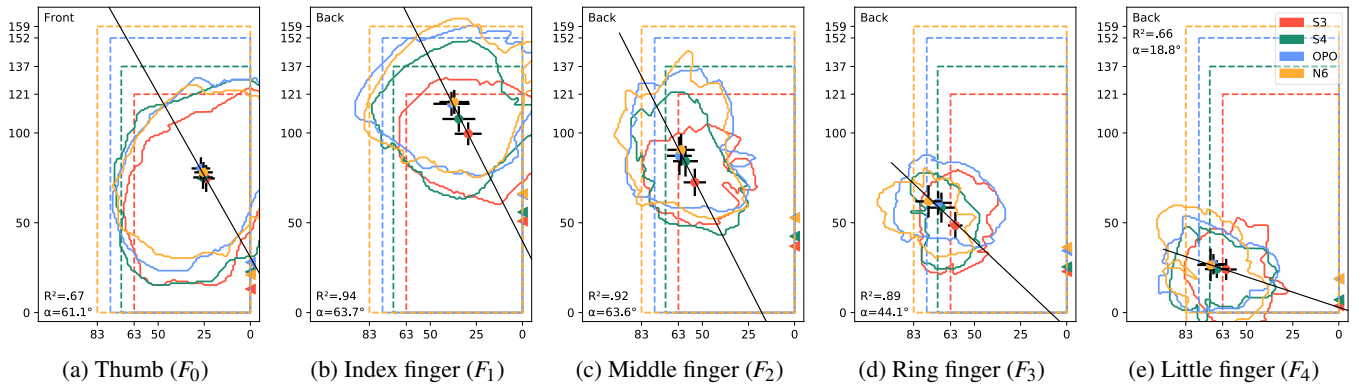 Front
159
152
137
121
100
50
0
83
63
50
25
0
R²=.67
α=61.1°
(a) Thumb (F₀)
Back
159
152
137
121
100
50
0
83
63
50
25
0
R²=.94
α=63.7°
(b) Index finger (F₁)
Back
159
152
137
121
100
50
0
83
63
50
25
0
R²=.92
α=63.6°
(c) Middle finger (F₂)
Back
159
152
137
121
100
50
0
83
63
50
25
0
R²=.89
α=44.1°
(d) Ring finger (F₃)
Back
R²=.66
α=18.8°
S3
S4
OPO
N6
159
152
137
121
100
50
0
83
63
50
25
0
(e) Little finger (F₄)